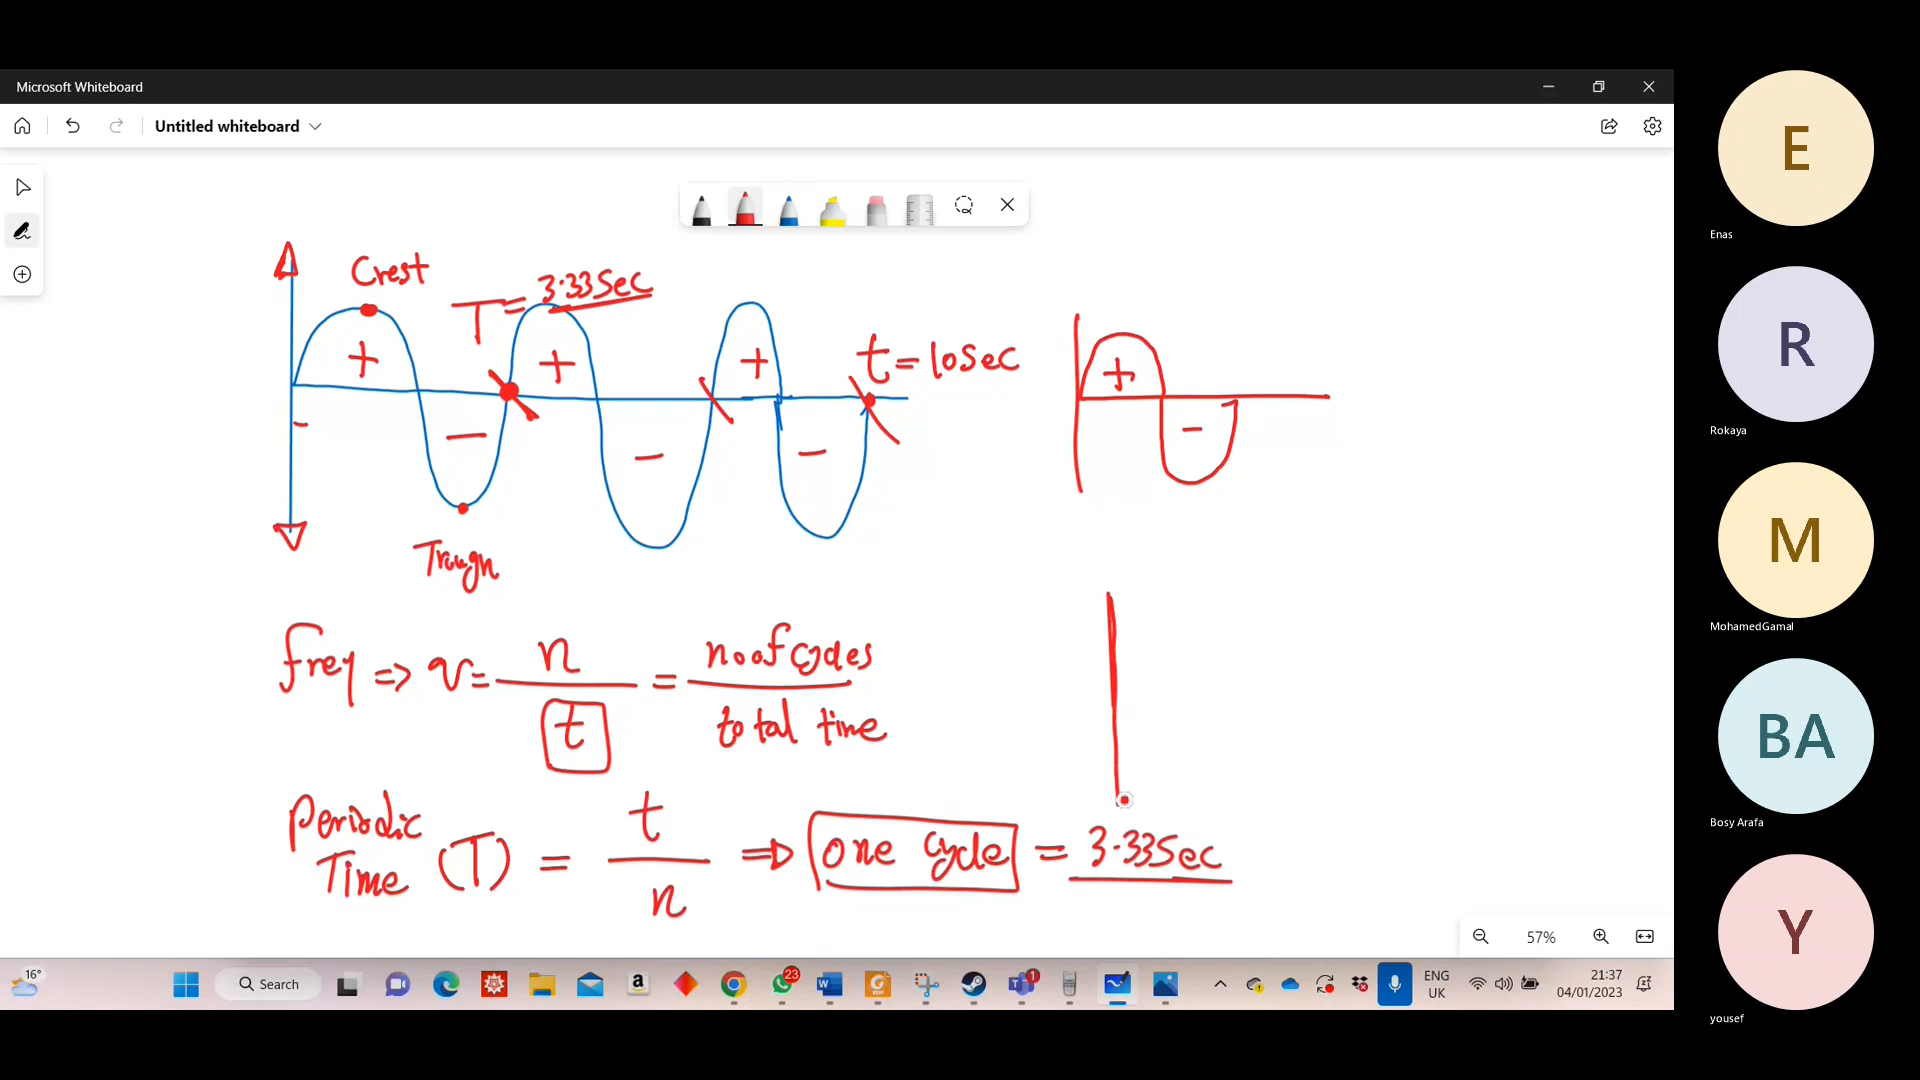 Microsoft Whiteboard
Untitled whiteboard
Crest
T = 3.33 Sec
+
+
+
t = 10 Sec
+
-
-
-
-
-
Trough
freq => ν = n / t = no of cycles / total time
Periodic Time (T) = t / n => one cycle = 3.33 Sec
57%
16°
Search
23
1
ENG
UK
21:37
04/01/2023
E
Enas
R
Rokaya
M
MohamedGamal
BA
Bosy Arafa
Y
yousef